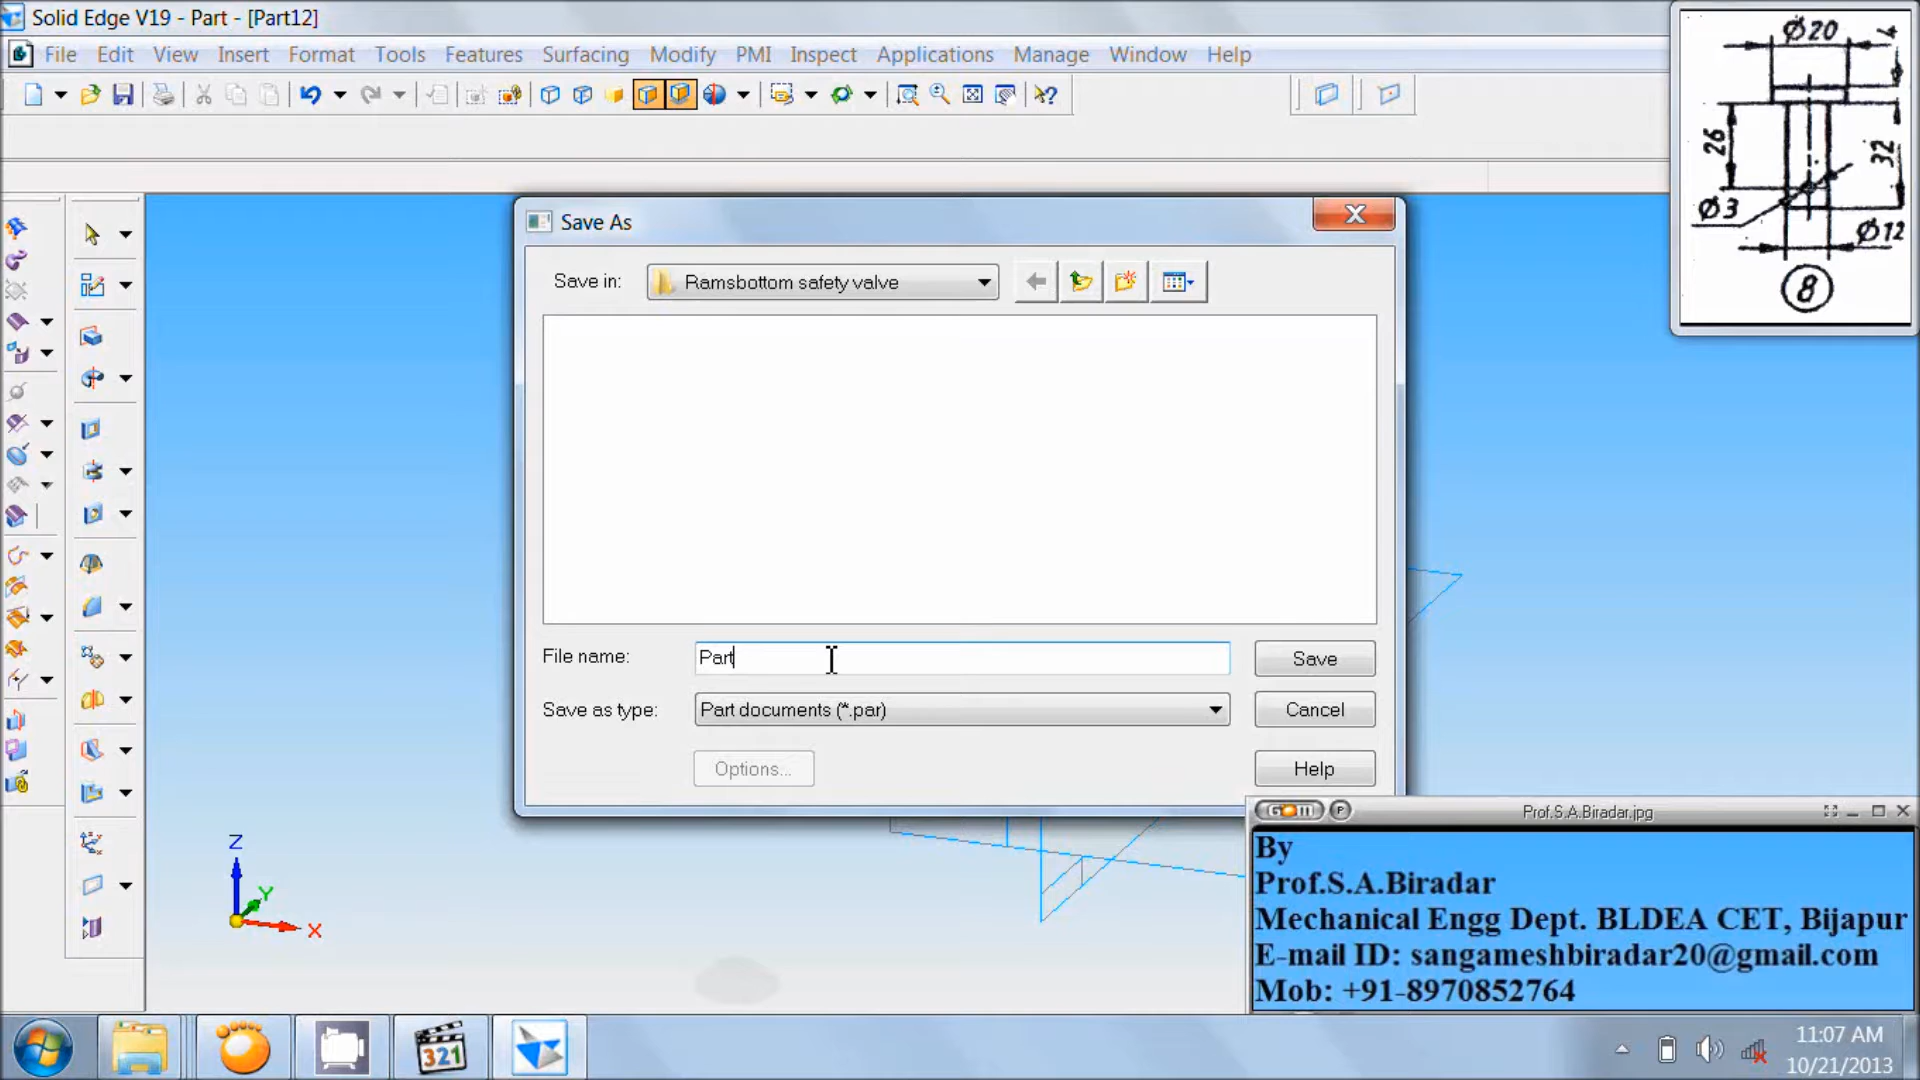 Solid Edge V19 - Part - [Part12]
File Edit View Insert Format Tools Features Surfacing Modify PMI Inspect Applications Manage Window Help
Ø20
4
26
32
Ø3
Ø12
8
Save As
Save in: Ramsbottom safety valve
File name: Part Save
Save as type: Part documents (*.par) Cancel
Options... Help
Z
Y
X
P
Prof.S.A.Biradar.jpg
By
Prof.S.A.Biradar
Mechanical Engg Dept. BLDEA CET, Bijapur
E-mail ID: sangameshbiradar20@gmail.com
Mob: +91-8970852764
321
11:07 AM
10/21/2013